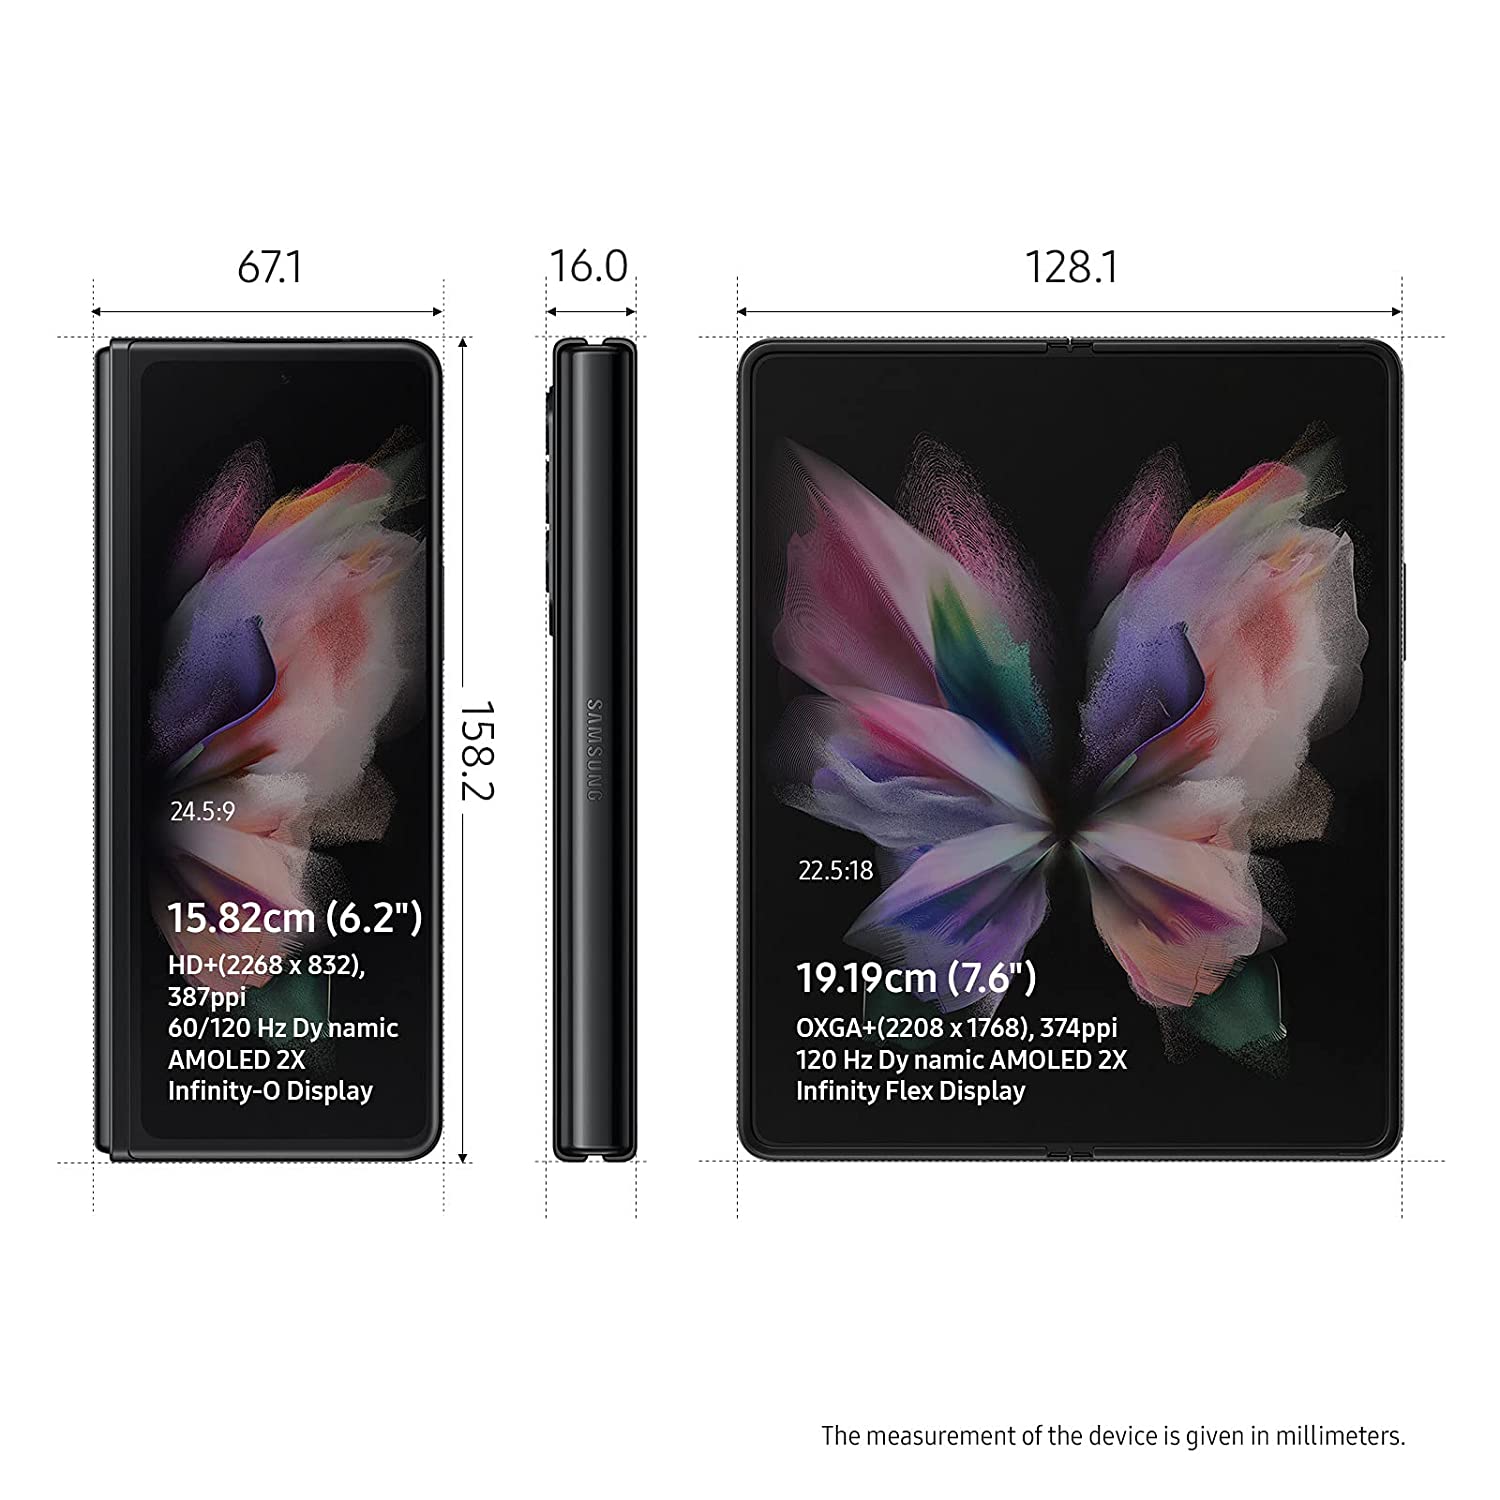 67.1
16.0
128.1
158.2
SAMSUNG
24.5:9
15.82cm (6.2")
HD+(2268 x 832),
387ppi
60/120 Hz Dy namic
AMOLED 2X
Infinity-O Display
22.5:18
19.19cm (7.6")
OXGA+(2208 x 1768), 374ppi
120 Hz Dy namic AMOLED 2X
Infinity Flex Display
The measurement of the device is given in millimeters.